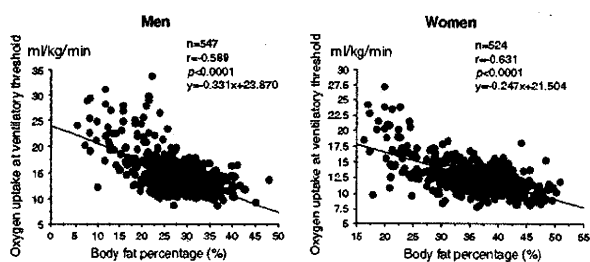 Men
ml/kg/min
n=547
r=-0.589
p<0.0001
y=-0.331x+23.870
Oxygen uptake at ventilatory threshold
35
30
25
20
15
10
5
0 5 10 15 20 25 30 35 40 45 50
Body fat percentage (%)
Women
ml/kg/min
n=524
r=-0.631
p<0.0001
y=-0.247x+21.504
Oxygen uptake at ventilatory threshold
30
27.5
25
22.5
20
17.5
15
12.5
10
7.5
5
15 20 25 30 35 40 45 50 55 65
Body fat percentage (%)